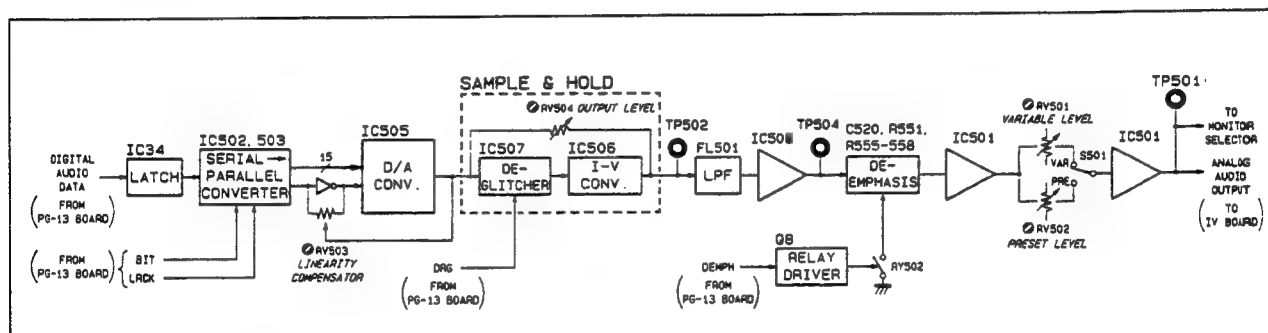 IC34
LATCH
DIGITAL
AUDIO
DATA
(FROM
PG-13 BOARD)
IC502, 503
SERIAL
PARALLEL
CONVERTER
(FROM
PG-13 BOARD)
BIT
LRCK
15
RV503
LINEARITY
COMPENSATOR
IC505
D/A
CONV.
SAMPLE & HOLD
RV504 OUTPUT LEVEL
IC507
DE-
GLITCHER
IC506
I-V
CONV.
DRG
(FROM
PG-13 BOARD)
TP502
FL501
LPF
TP504
C520, R551,
R555-558
DE-
EMPHASIS
DEMPH
(FROM
PG-13 BOARD)
Q8
RELAY
DRIVER
RY502
IC501
RV501
VARIABLE LEVEL
VAR
PRE
S501
RV502
PRESET LEVEL
IC501
TP501
TO
MONITOR
SELECTOR
ANALOG
AUDIO
OUTPUT
(TO
IV BOARD)